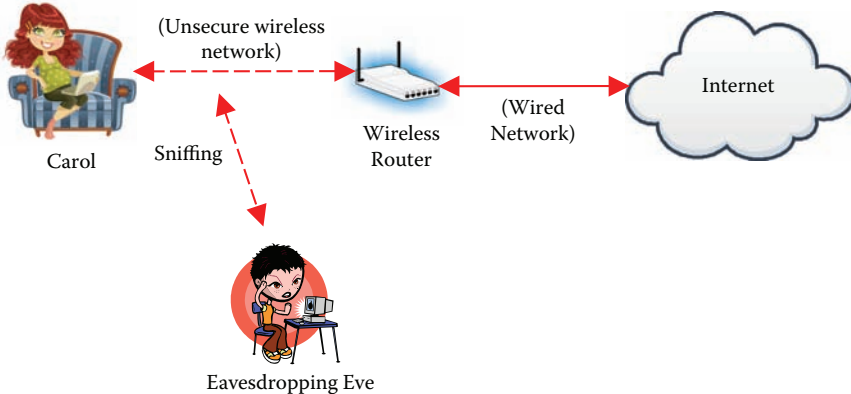 (Unsecure wireless
network)
Internet
(Wired
Network)
Wireless
Router
Carol
Sniffing
Eavesdropping Eve